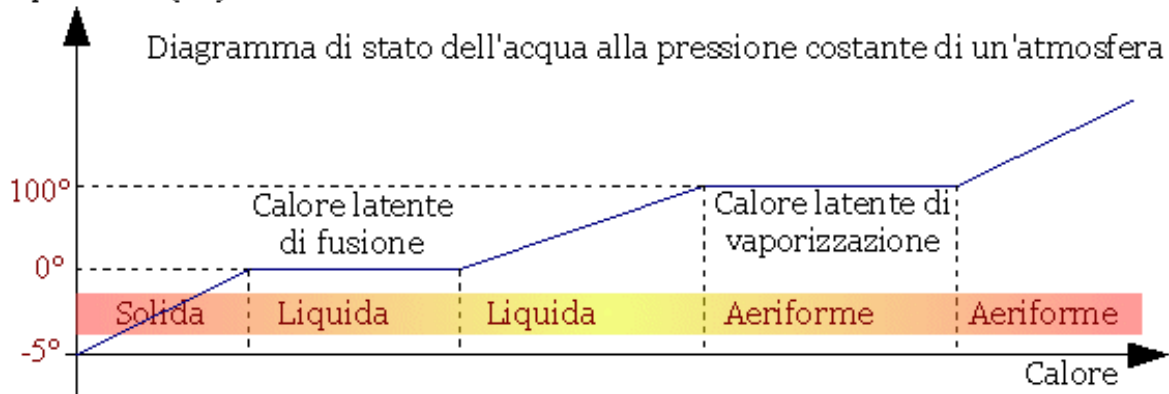 Diagramma di stato dell'acqua alla pressione costante di un'atmosfera
100°
Calore latente
di fusione
Calore latente di
vaporizzazione
0°
Solida Liquida Liquida Aeriforme Aeriforme
-5°
Calore